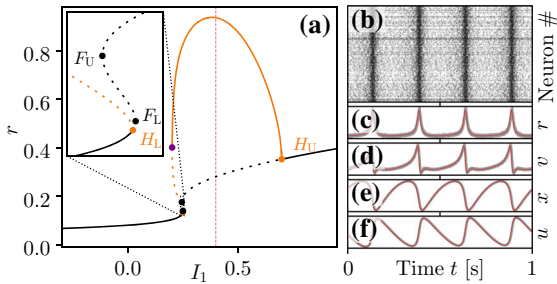 (a)
0.8
0.6
0.4
0.2
0.0
r
F_U
F_L
H_L
H_U
0.0
0.5
I_1
(b)
Neuron #
(c)
r
(d)
v
(e)
x
(f)
u
0
1
Time t [s]